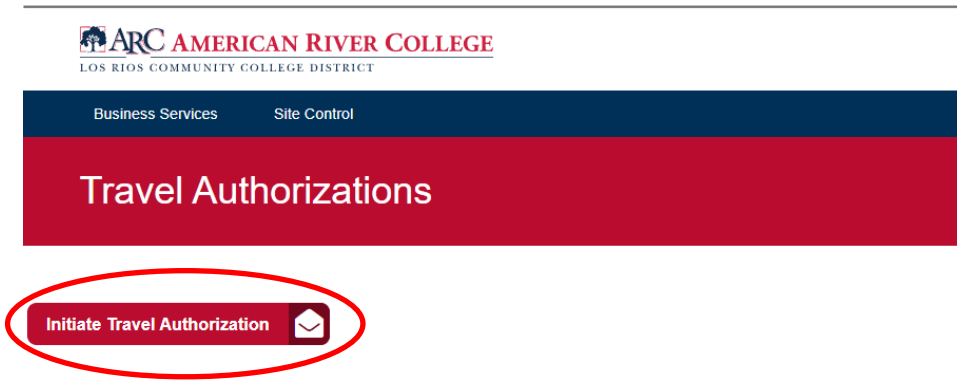 ARC AMERICAN RIVER COLLEGE
LOS RIOS COMMUNITY COLLEGE DISTRICT
Business Services Site Control
Travel Authorizations
Initiate Travel Authorization